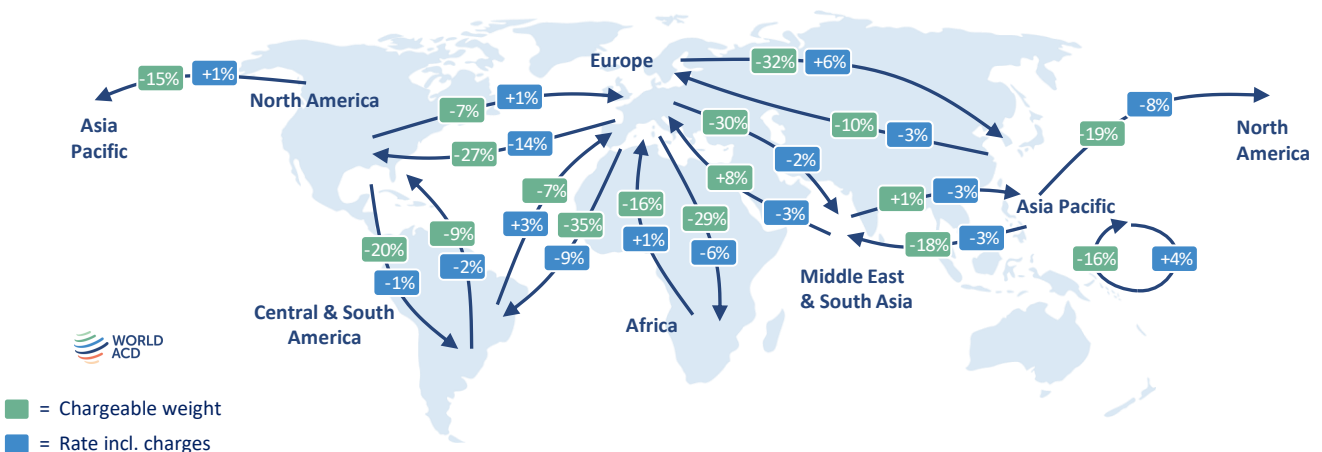 Europe
-32%
+6%
-15%
+1%
North America
-7%
+1%
-8%
Asia
Pacific
-30%
-10%
-3%
-19%
North
America
-27%
-14%
-2%
+8%
-7%
-16%
-29%
+1%
-3%
Asia Pacific
-3%
+3%
-35%
-9%
+1%
-6%
-18%
-3%
-16%
+4%
-20%
-1%
-9%
-2%
Middle East
& South Asia
Central & South
America
Africa
WORLD
ACD
= Chargeable weight
= Rate incl. charges